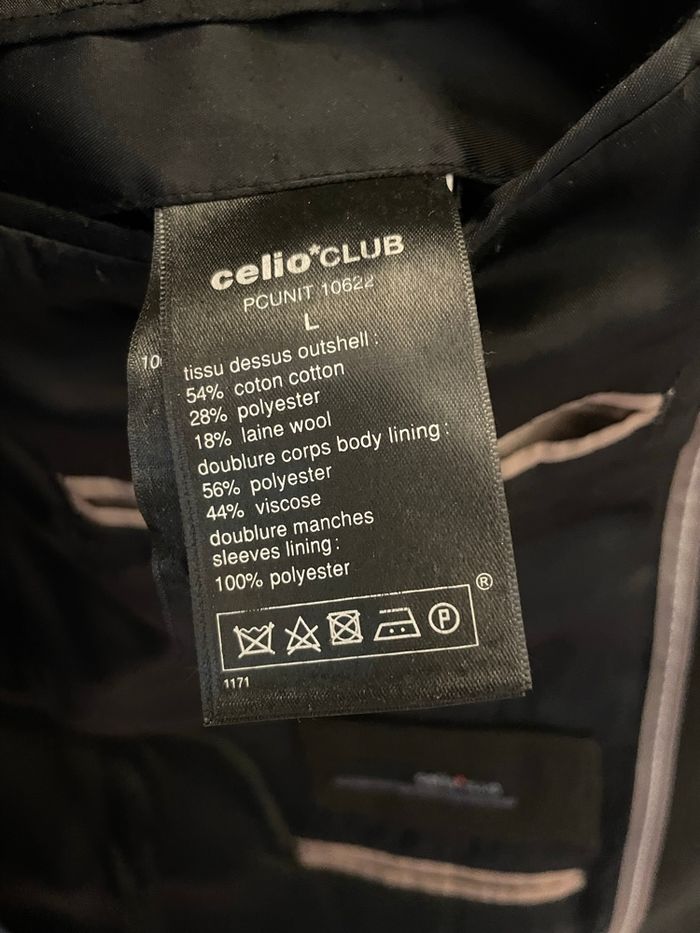 celio*CLUB
PCUNIT 10622
L
10
tissu dessus outshell :
54% coton cotton
28% polyester
18% laine wool
doublure corps body lining :
56% polyester
44% viscose
doublure manches
sleeves lining :
100% polyester
®
P
1171